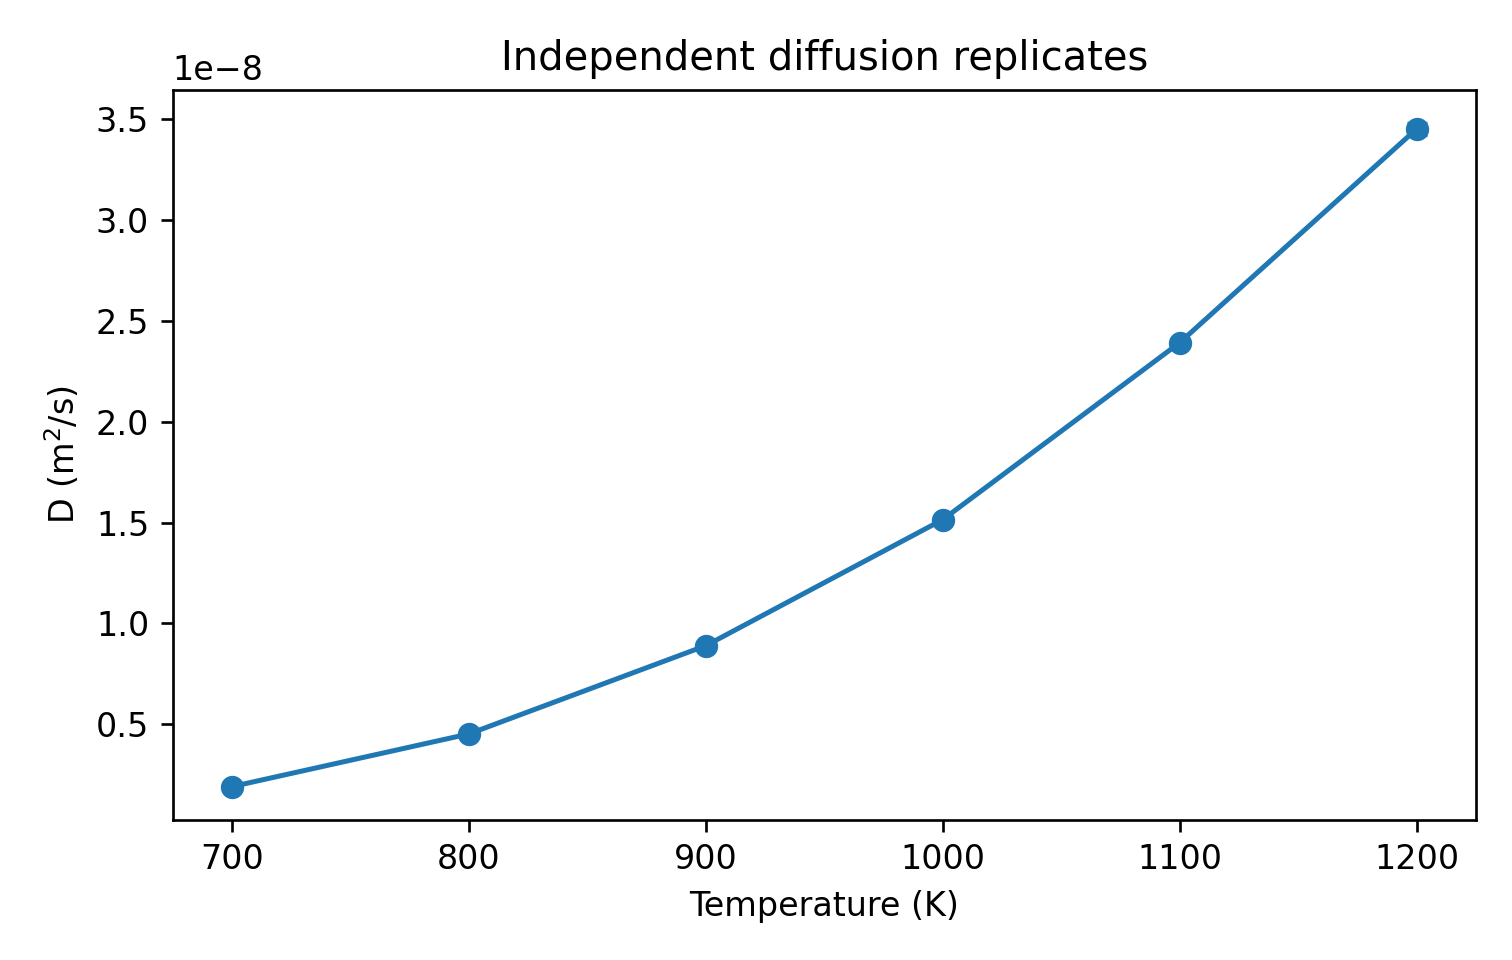 Independent diffusion replicates
1e−8
3.5
3.0
2.5
2.0
1.5
1.0
0.5
D (m²/s)
700 800 900 1000 1100 1200
Temperature (K)